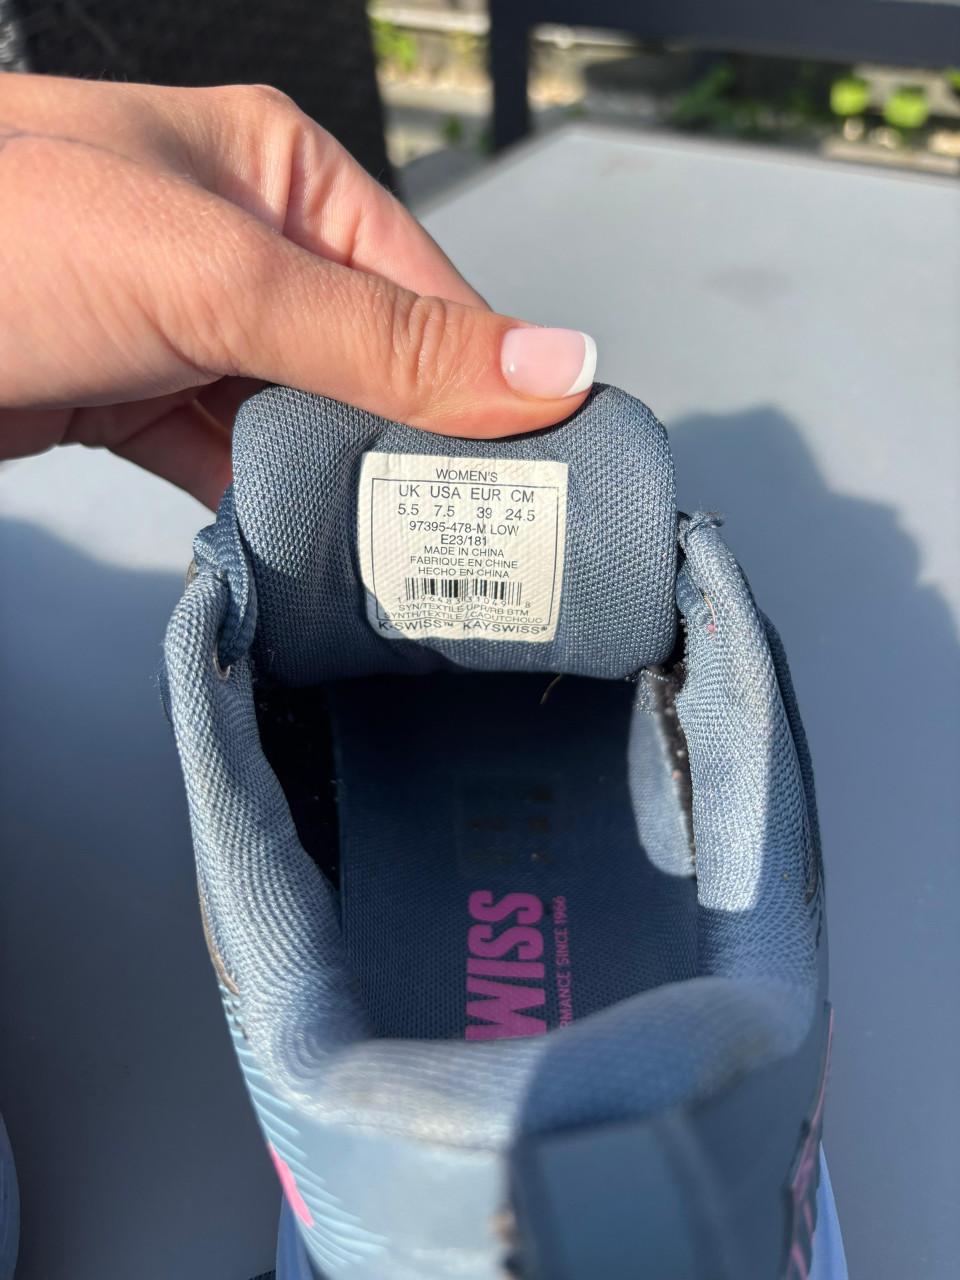 WOMEN'S
UK USA EUR CM
5.5 7.5 39 24.5
97395-478-M LOW
E23/181
MADE IN CHINA
FABRIQUE EN CHINE
HECHO EN CHINA
SYN/TEXTILE UPR/RB BTM
SYNTH/TEXTILE / CAOUTCHOUC
K-SWISS™ KAYSWISS®
WISS
RMANCE SINCE 1966